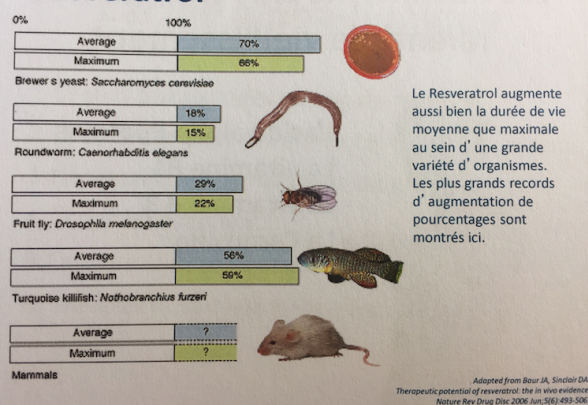 Resveratrol
0% 100%
Average 70%
Maximum 66%
Brewer's yeast: Saccharomyces cerevisiae
Average 18%
Maximum 15%
Roundworm: Caenorhabditis elegans
Average 29%
Maximum 22%
Fruit fly: Drosophila melanogaster
Average 56%
Maximum 59%
Turquoise killifish: Nothobranchius furzeri
Average ?
Maximum ?
Mammals
Le Resveratrol augmente
aussi bien la durée de vie
moyenne que maximale
au sein d' une grande
variété d' organismes.
Les plus grands records
d' augmentation de
pourcentages sont
montrés ici.
Adapted from Baur JA, Sinclair DA
Therapeutic potential of resveratrol: the in vivo evidence
Nature Rev Drug Disc 2006 Jun;5(6):493-506